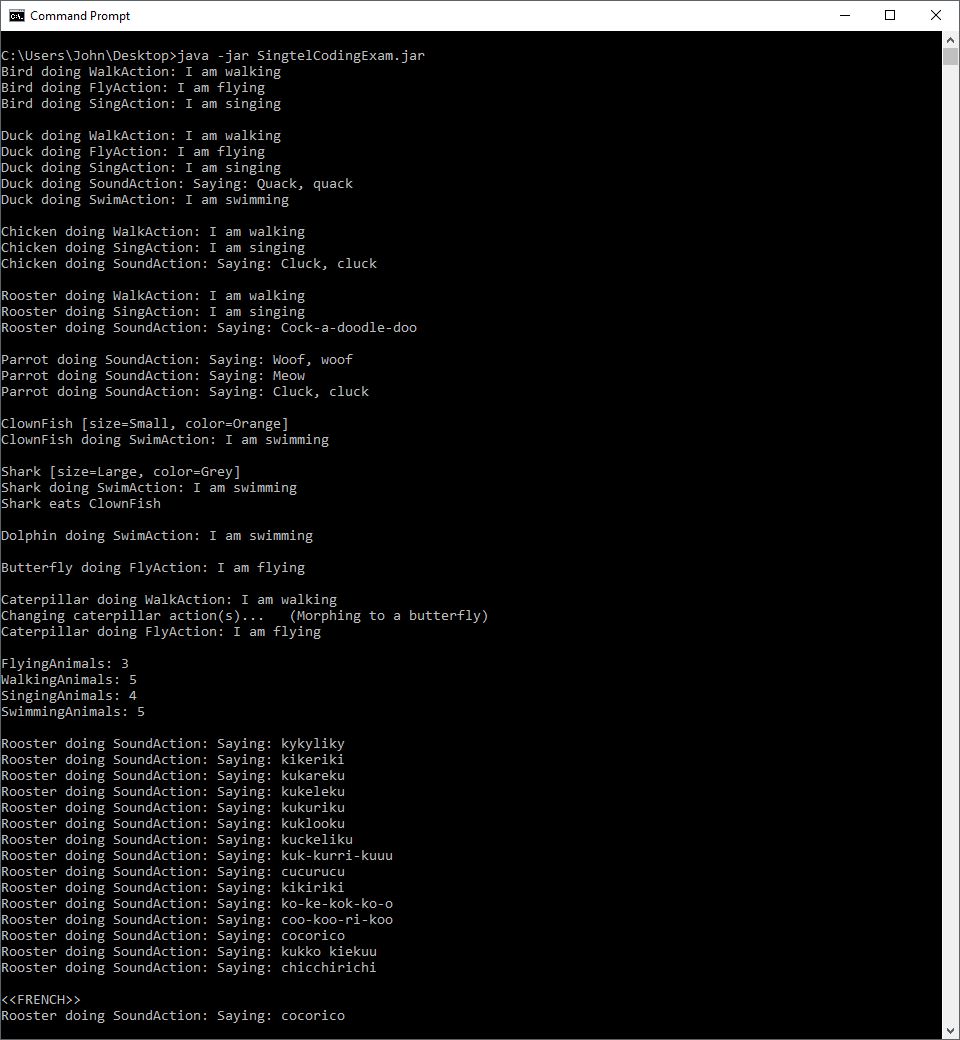 Command Prompt
C:\Users\John\Desktop>java -jar SingtelCodingExam.jar
Bird doing WalkAction: I am walking
Bird doing FlyAction: I am flying
Bird doing SingAction: I am singing
Duck doing WalkAction: I am walking
Duck doing FlyAction: I am flying
Duck doing SingAction: I am singing
Duck doing SoundAction: Saying: Quack, quack
Duck doing SwimAction: I am swimming
Chicken doing WalkAction: I am walking
Chicken doing SingAction: I am singing
Chicken doing SoundAction: Saying: Cluck, cluck
Rooster doing WalkAction: I am walking
Rooster doing SingAction: I am singing
Rooster doing SoundAction: Saying: Cock-a-doodle-doo
Parrot doing SoundAction: Saying: Woof, woof
Parrot doing SoundAction: Saying: Meow
Parrot doing SoundAction: Saying: Cluck, cluck
ClownFish [size=Small, color=Orange]
ClownFish doing SwimAction: I am swimming
Shark [size=Large, color=Grey]
Shark doing SwimAction: I am swimming
Shark eats ClownFish
Dolphin doing SwimAction: I am swimming
Butterfly doing FlyAction: I am flying
Caterpillar doing WalkAction: I am walking
Changing caterpillar action(s)...   (Morphing to a butterfly)
Caterpillar doing FlyAction: I am flying
FlyingAnimals: 3
WalkingAnimals: 5
SingingAnimals: 4
SwimmingAnimals: 5
Rooster doing SoundAction: Saying: kykyliky
Rooster doing SoundAction: Saying: kikeriki
Rooster doing SoundAction: Saying: kukareku
Rooster doing SoundAction: Saying: kukeleku
Rooster doing SoundAction: Saying: kukuriku
Rooster doing SoundAction: Saying: kuklooku
Rooster doing SoundAction: Saying: kuckeliku
Rooster doing SoundAction: Saying: kuk-kurri-kuuu
Rooster doing SoundAction: Saying: cucurucu
Rooster doing SoundAction: Saying: kikiriki
Rooster doing SoundAction: Saying: ko-ke-kok-ko-o
Rooster doing SoundAction: Saying: coo-koo-ri-koo
Rooster doing SoundAction: Saying: cocorico
Rooster doing SoundAction: Saying: kukko kiekuu
Rooster doing SoundAction: Saying: chicchirichi
<<FRENCH>>
Rooster doing SoundAction: Saying: cocorico